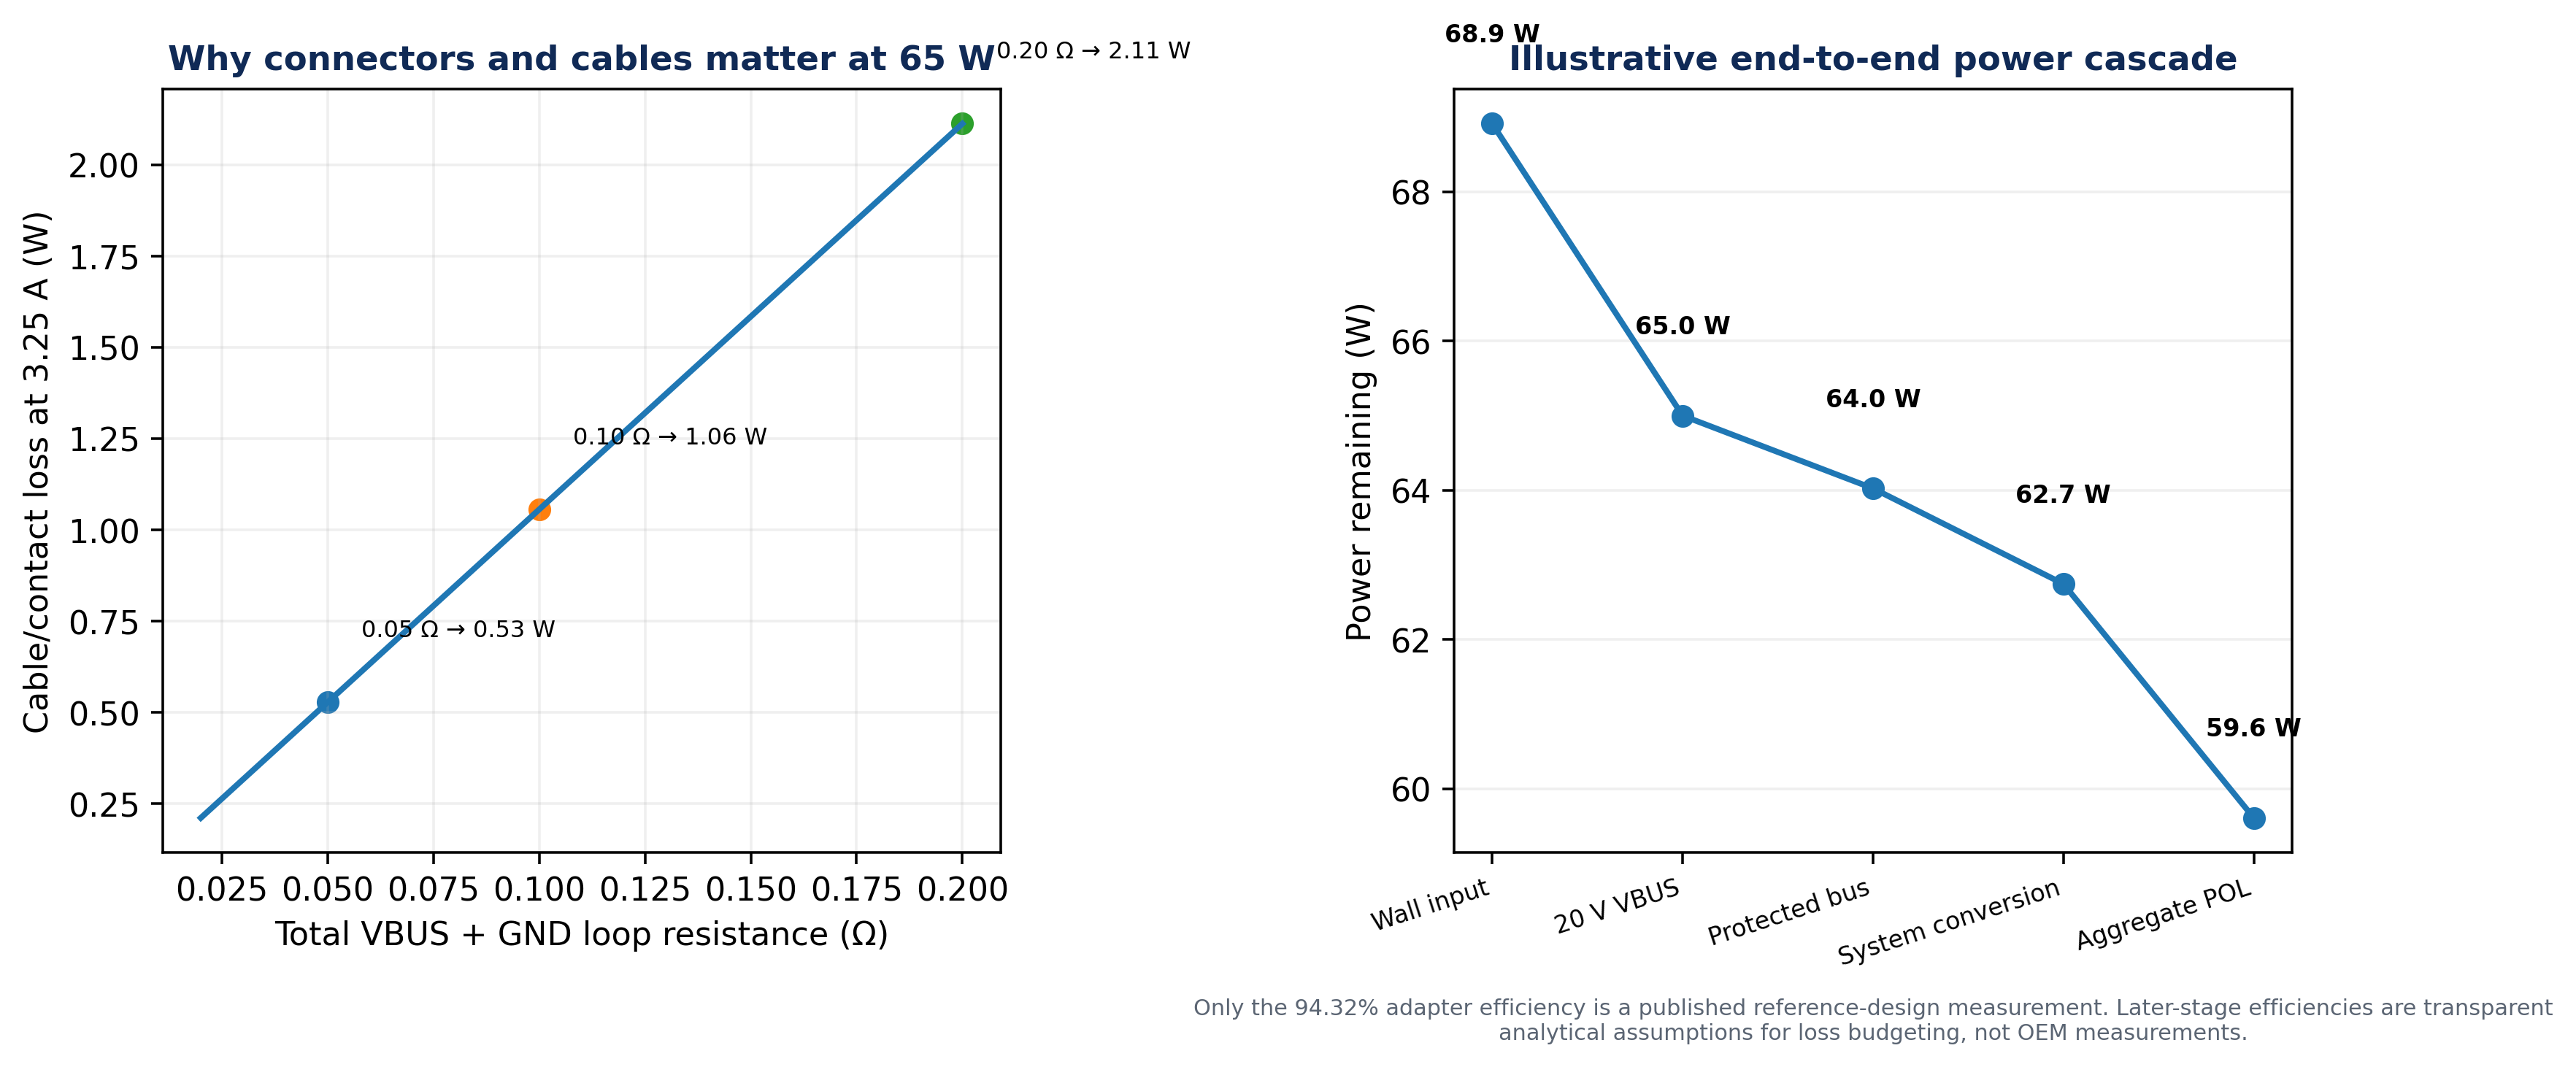 Why connectors and cables matter at 65 W
0.20 Ω → 2.11 W
Cable/contact loss at 3.25 A (W)
2.00
1.75
1.50
1.25
1.00
0.75
0.50
0.25
0.10 Ω → 1.06 W
0.05 Ω → 0.53 W
0.025 0.050 0.075 0.100 0.125 0.150 0.175 0.200
Total VBUS + GND loop resistance (Ω)
68.9 W
Illustrative end-to-end power cascade
Power remaining (W)
68
66
64
62
60
65.0 W
64.0 W
62.7 W
59.6 W
Wall input
20 V VBUS
Protected bus
System conversion
Aggregate POL
Only the 94.32% adapter efficiency is a published reference-design measurement. Later-stage efficiencies are transparent
analytical assumptions for loss budgeting, not OEM measurements.